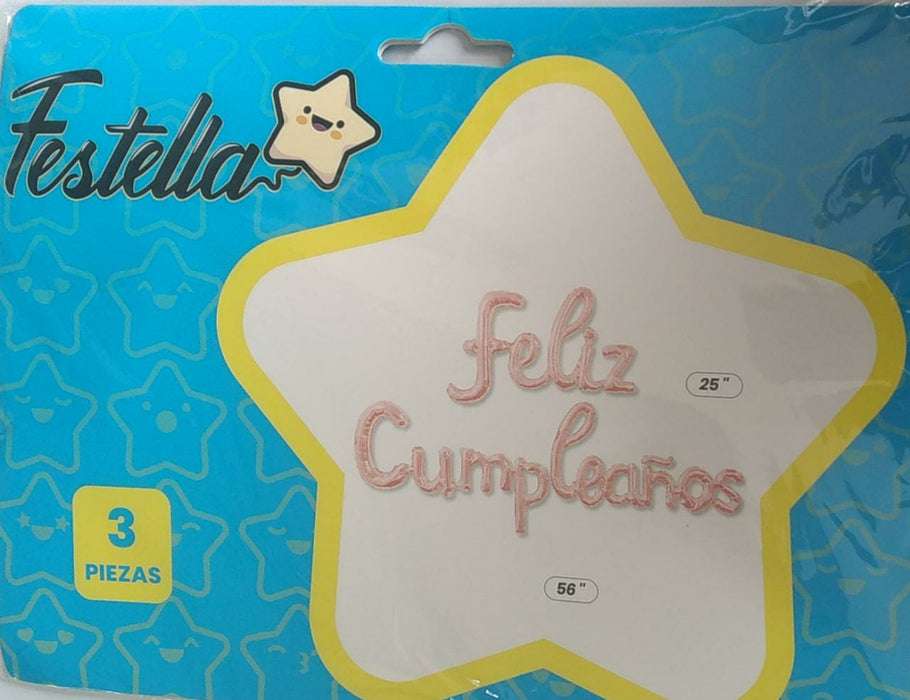 Festella
Feliz
25"
Cumpleaños
3
PIEZAS
56"